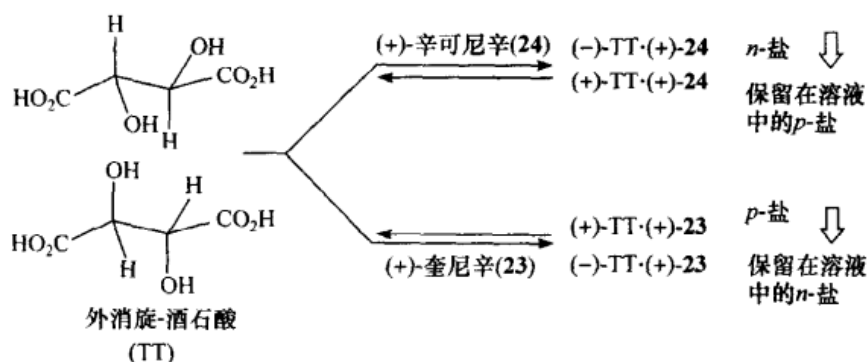 H
OH
CO₂H
HO₂C
OH
H
OH
H
CO₂H
HO₂C
H
OH
外消旋-酒石酸
(TT)
(+)-辛可尼辛(24)
(-)-TT·(+)-24
n-盐
(+)-TT·(+)-24
保留在溶液
中的p-盐
(+)-TT·(+)-23
p-盐
(+)-奎尼辛(23)
(-)-TT·(+)-23
保留在溶液
中的n-盐